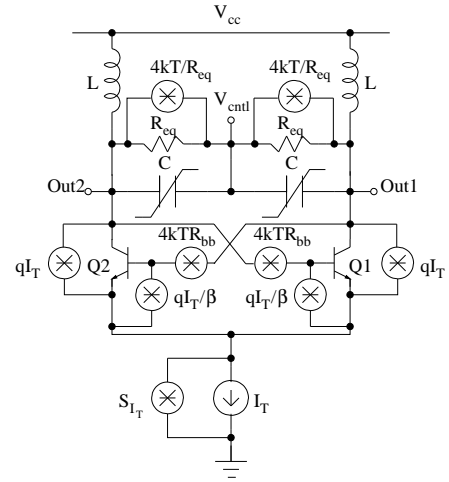 V_cc
L
4kT/R_eq
V_cntl
4kT/R_eq
L
R_eq
R_eq
C
C
Out2
Out1
4kTR_bb
4kTR_bb
qI_T
Q2
Q1
qI_T
qI_T/β
qI_T/β
S_I_T
I_T